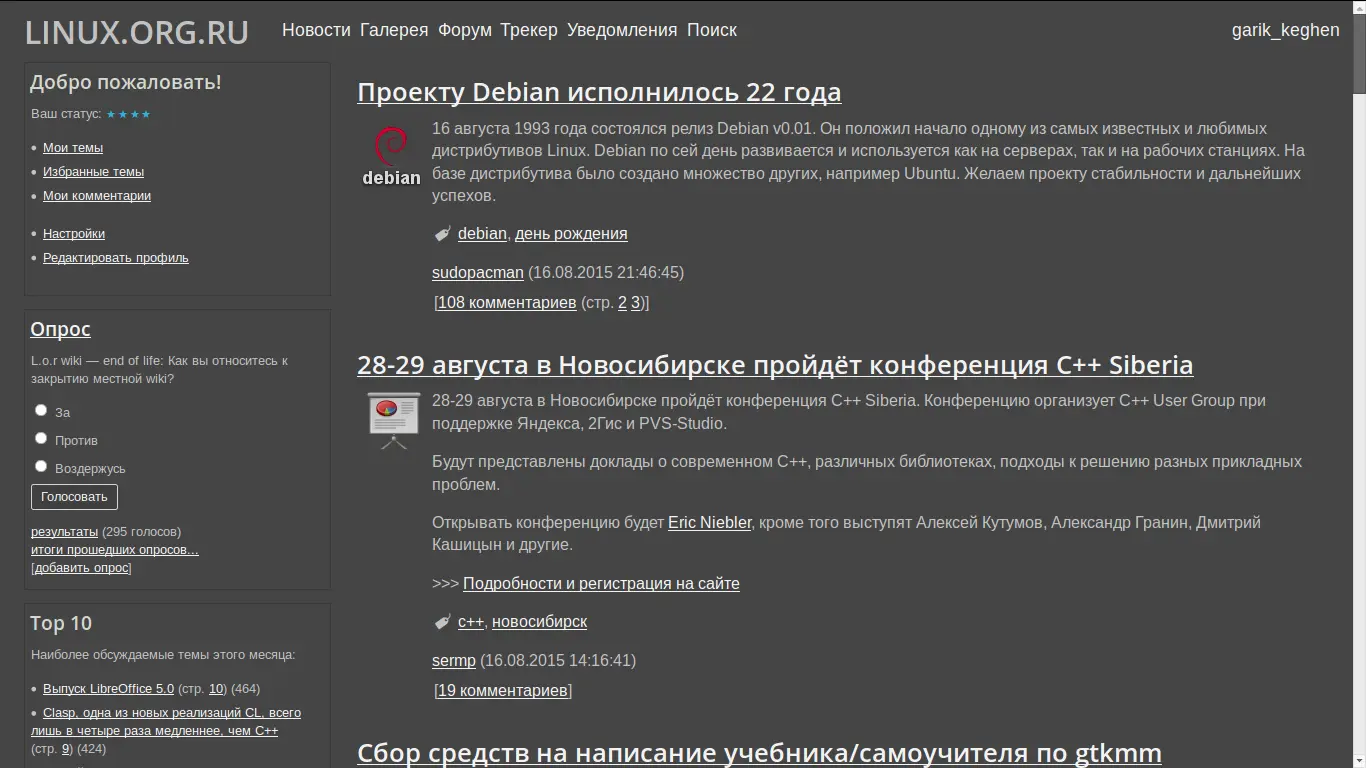 LINUX.ORG.RU
Новости Галерея Форум Трекер Уведомления Поиск
garik_keghen
Добро пожаловать!
Ваш статус: ★★★★
• Мои темы
• Избранные темы
• Мои комментарии
• Настройки
• Редактировать профиль
Опрос
L.o.r wiki — end of life: Как вы относитесь к
закрытию местной wiki?
За
Против
Воздержусь
Голосовать
результаты (295 голосов)
итоги прошедших опросов...
[добавить опрос]
Top 10
Наиболее обсуждаемые темы этого месяца:
• Выпуск LibreOffice 5.0 (стр. 10) (464)
• Clasp, одна из новых реализаций CL, всего
лишь в четыре раза медленнее, чем C++
(стр. 9) (424)
Проекту Debian исполнилось 22 года
debian
16 августа 1993 года состоялся релиз Debian v0.01. Он положил начало одному из самых известных и любимых
дистрибутивов Linux. Debian по сей день развивается и используется как на серверах, так и на рабочих станциях. На
базе дистрибутива было создано множество других, например Ubuntu. Желаем проекту стабильности и дальнейших
успехов.
debian, день рождения
sudopacman (16.08.2015 21:46:45)
[108 комментариев (стр. 2 3)]
28-29 августа в Новосибирске пройдёт конференция C++ Siberia
28-29 августа в Новосибирске пройдёт конференция C++ Siberia. Конференцию организует C++ User Group при
поддержке Яндекса, 2Гис и PVS-Studio.
Будут представлены доклады о современном C++, различных библиотеках, подходы к решению разных прикладных
проблем.
Открывать конференцию будет Eric Niebler, кроме того выступят Алексей Кутумов, Александр Гранин, Дмитрий
Кашицын и другие.
>>> Подробности и регистрация на сайте
c++, новосибирск
sermp (16.08.2015 14:16:41)
[19 комментариев]
Сбор средств на написание учебника/самоучителя по gtkmm